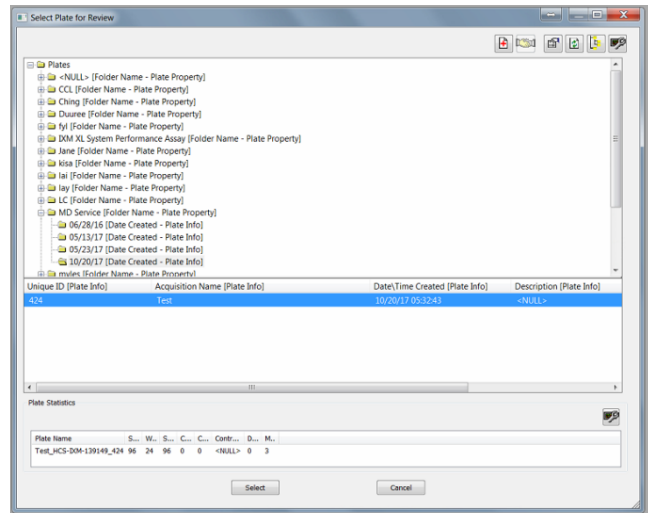 Select Plate for Review
Plates
<NULL> [Folder Name - Plate Property]
CCL [Folder Name - Plate Property]
Ching [Folder Name - Plate Property]
Duuree [Folder Name - Plate Property]
fyl [Folder Name - Plate Property]
IXM XL System Performance Assay [Folder Name - Plate Property]
Jane [Folder Name - Plate Property]
kisa [Folder Name - Plate Property]
lai [Folder Name - Plate Property]
lay [Folder Name - Plate Property]
LC [Folder Name - Plate Property]
MD Service [Folder Name - Plate Property]
06/28/16 [Date Created - Plate Info]
05/13/17 [Date Created - Plate Info]
05/23/17 [Date Created - Plate Info]
10/20/17 [Date Created - Plate Info]
myles [Folder Name - Plate Property]
Unique ID [Plate Info] Acquisition Name [Plate Info] Date\Time Created [Plate Info] Description [Plate Info]
424 Test 10/20/17 05:32:43 <NULL>
Plate Statistics
Plate Name S... W.. S... C... C... Contr... D... M..
Test_HCS-DIM-139149_424 96 24 96 0 0 <NULL> 0 3
Select Cancel